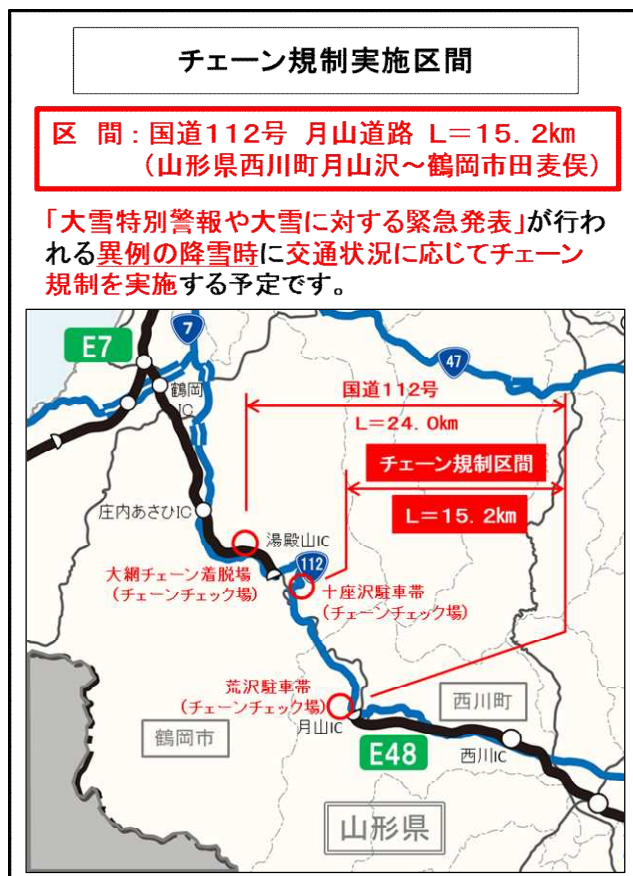 チェーン規制実施区間
区 間：国道112号 月山道路 L＝15．2km
（山形県西川町月山沢～鶴岡市田麦俣）
「大雪特別警報や大雪に対する緊急発表」が行わ
れる異例の降雪時に交通状況に応じてチェーン
規制を実施する予定です。
E7
7
47
鶴岡IC
国道112号
L＝24．0km
チェーン規制区間
L＝15．2km
庄内あさひIC
湯殿山IC
大網チェーン着脱場
（チェーンチェック場）
112
十座沢駐車帯
（チェーンチェック場）
荒沢駐車帯
（チェーンチェック場）
月山IC
西川町
鶴岡市
E48
西川IC
山形県